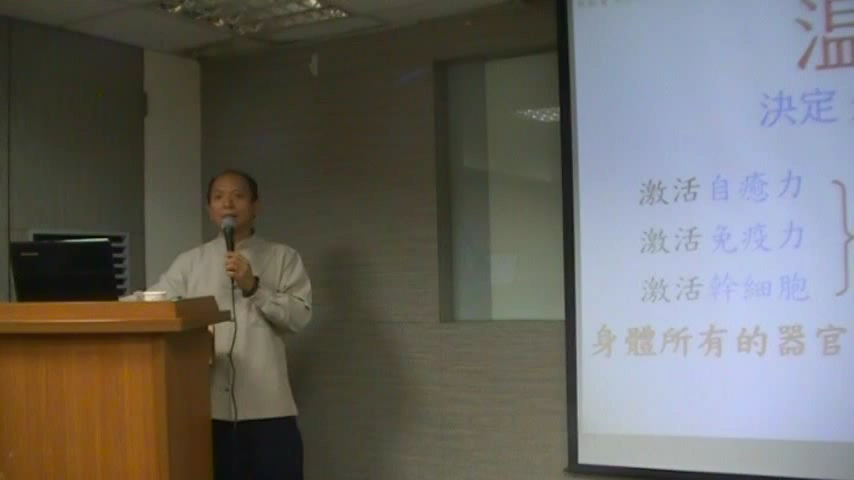 溫
決定
激活自癒力
激活免疫力
激活幹細胞
身體所有的器官